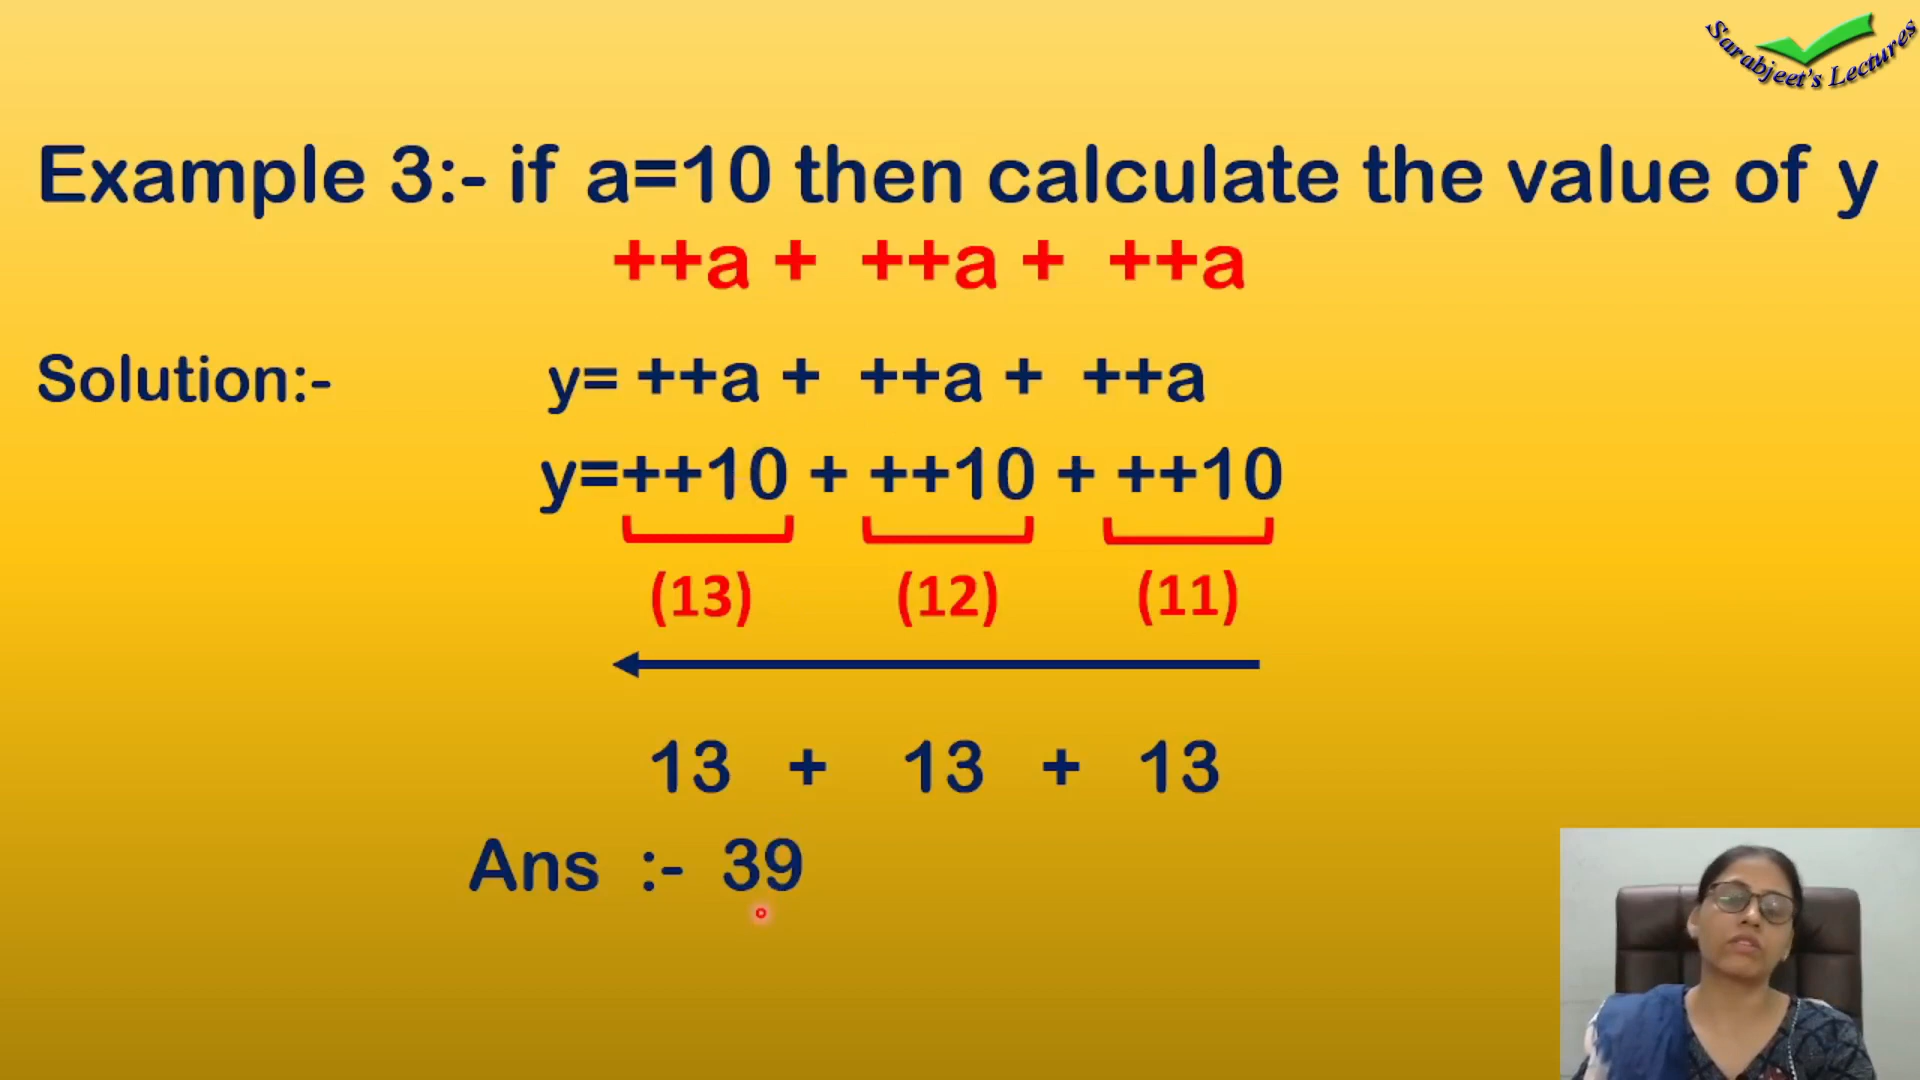 Sarabjeet's Lectures
Example 3:- if a=10 then calculate the value of y
++a + ++a + ++a
Solution:- y= ++a + ++a + ++a
y=++10 + ++10 + ++10
(13) (12) (11)
13 + 13 + 13
Ans :- 39